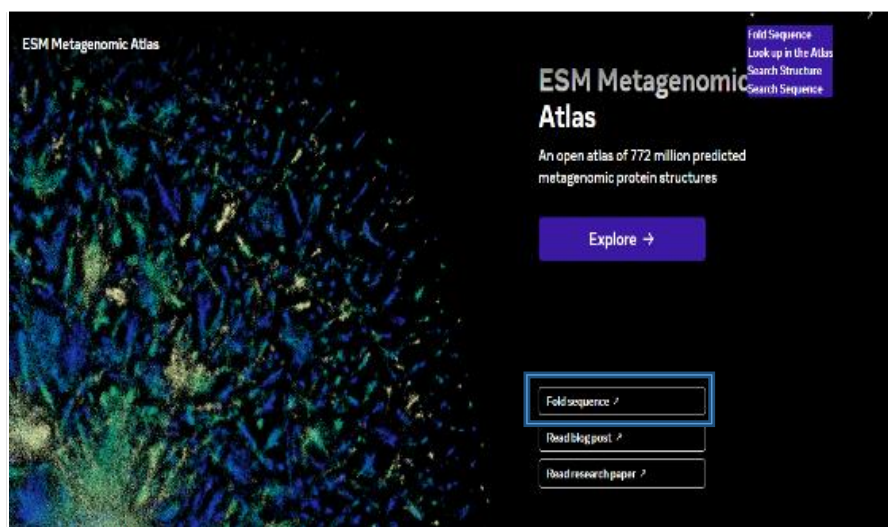 ESM Metagenomic Atlas
Fold Sequence
Look up in the Atlas
Search Structure
Search Sequence
ESM Metagenomic
Atlas
An open atlas of 772 million predicted
metagenomic protein structures
Explore →
Fold sequence ↗
Read blog post ↗
Read research paper ↗